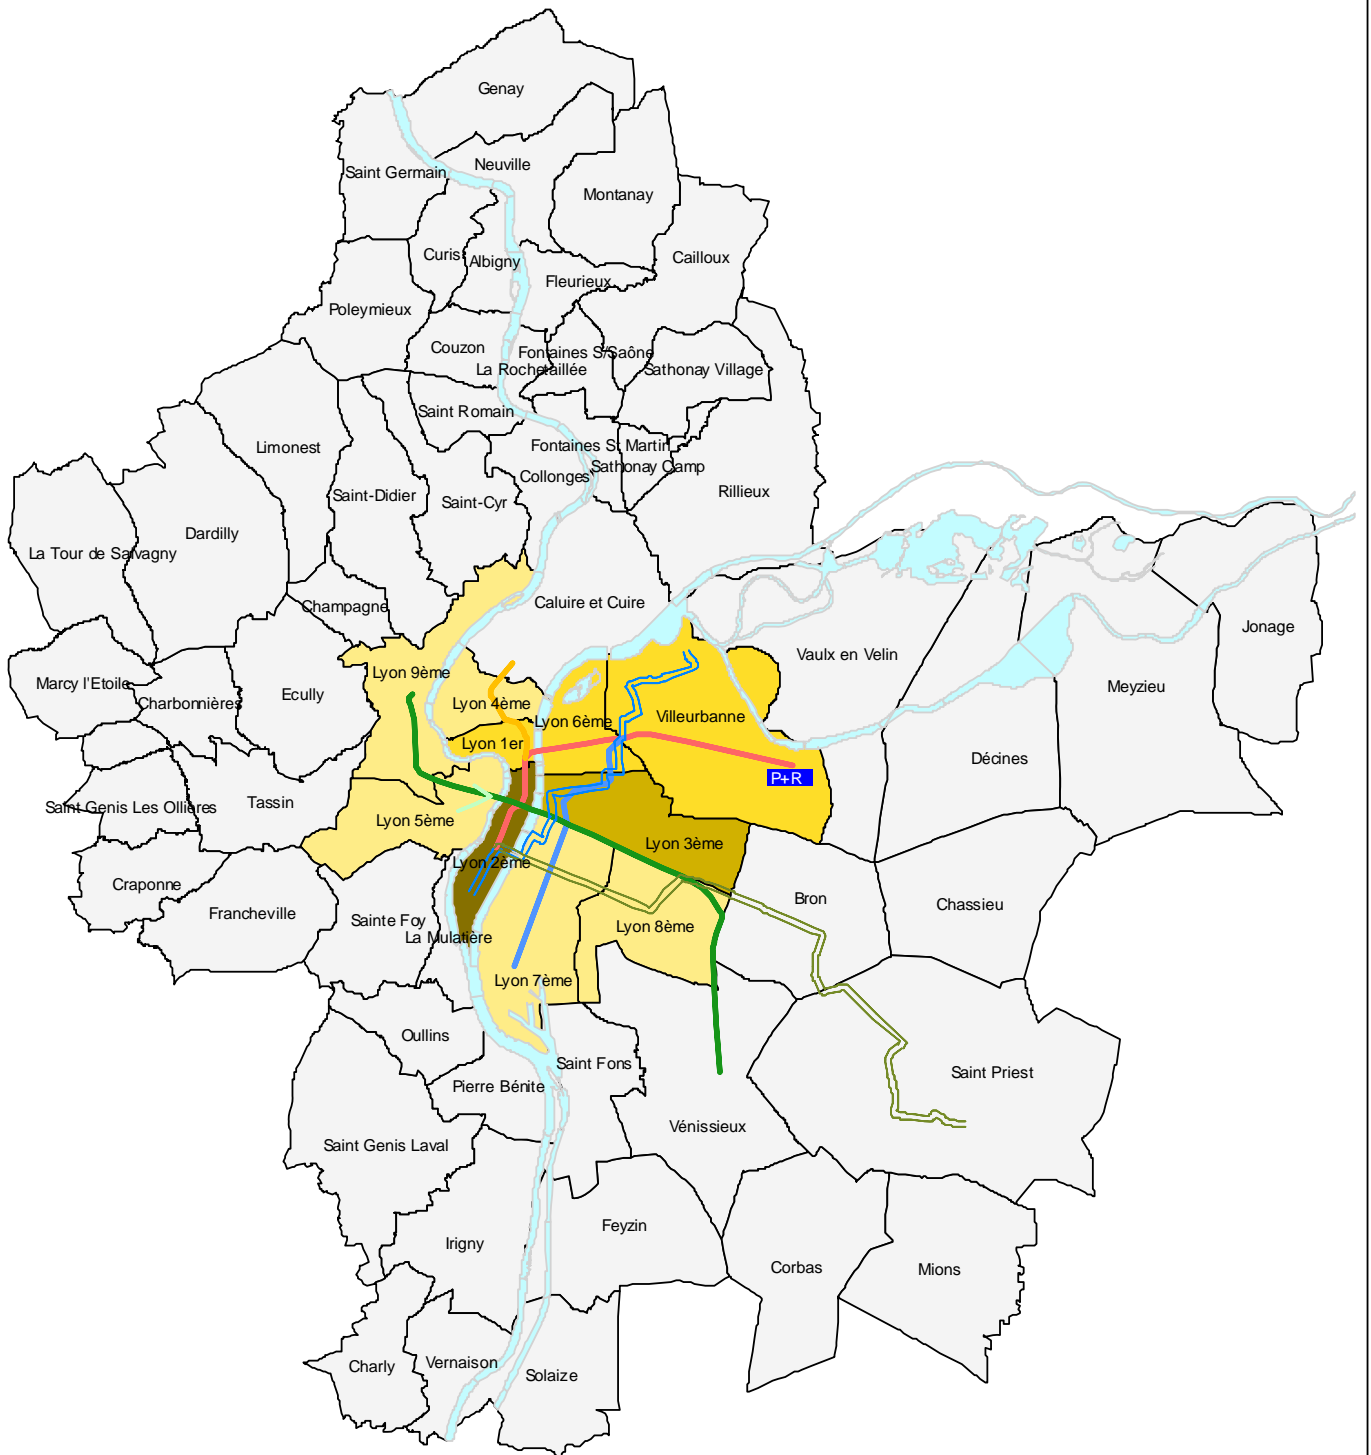 Genay
Neuville
Saint Germain
Montanay
Curis
Albigny
Cailloux
Fleurieux
Poleymieux
Couzon
Fontaines S/Saône
La Rochetaillée
Sathonay Village
Saint Romain
Limonest
Fontaines St Martin
Sathonay Camp
Collonges
Saint-Didier
Saint-Cyr
Rillieux
Dardilly
La Tour de Salvagny
Champagne
Caluire et Cuire
Jonage
Vaulx en Velin
Lyon 9ème
Marcy l'Etoile
Ecully
Meyzieu
Charbonnières
Lyon 4ème
Lyon 6ème
Villeurbanne
Lyon 1er
Décines
P+R
Tassin
Saint Genis Les Ollières
Lyon 5ème
Lyon 3ème
Lyon 2ème
Craponne
Bron
Chassieu
Francheville
Sainte Foy
Lyon 8ème
La Mulatière
Lyon 7ème
Oullins
Saint Fons
Saint Priest
Pierre Bénite
Vénissieux
Saint Genis Laval
Feyzin
Irigny
Corbas
Mions
Charly
Vernaison
Solaize